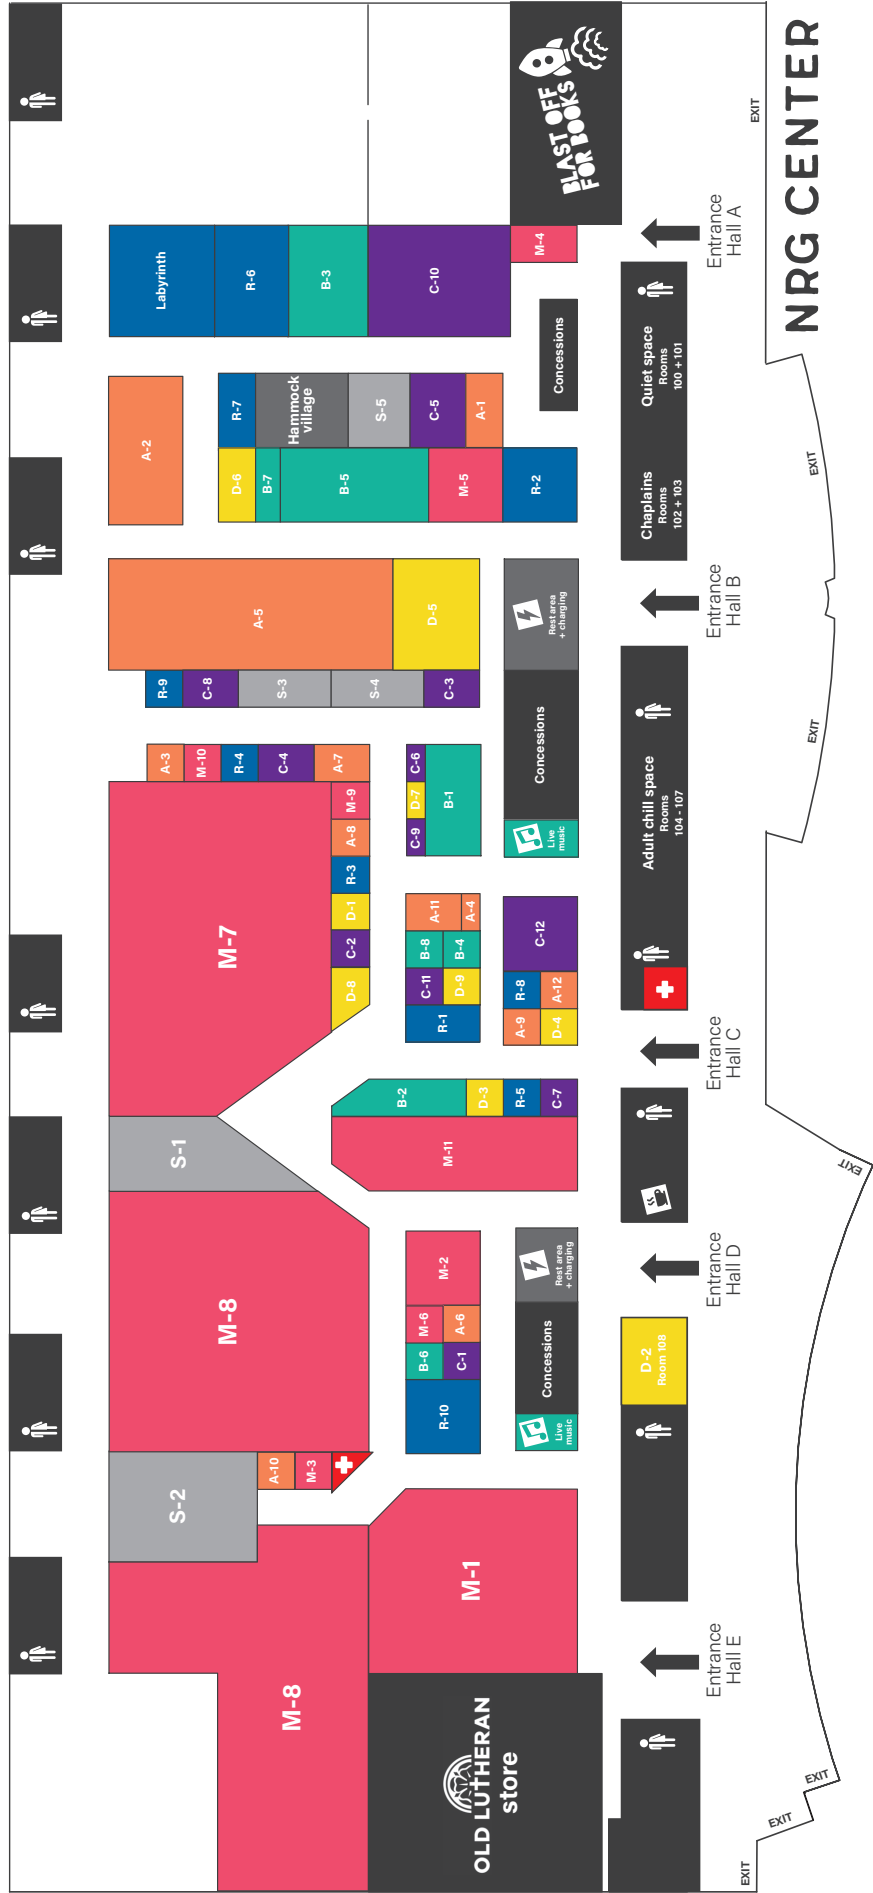 NRG CENTER
EXIT
BLAST OFF
FOR BOOKS
Entrance
Hall A
M-4
Labyrinth
R-6
B-3
C-10
Concessions
Quiet space
Rooms
100 + 101
Chaplains
Rooms
102 + 103
EXIT
A-2
R-7
Hammock
village
S-5
C-5
A-1
D-6
B-7
B-5
M-5
R-2
Entrance
Hall B
A-5
D-5
Rest area
+ charging
R-9
C-8
S-3
S-4
C-3
Concessions
EXIT
A-3
M-10
R-4
C-4
A-7
C-6
D-7
C-9
B-1
Live
music
Adult chill space
Rooms
104 - 107
M-7
M-9
A-8
R-3
D-1
C-2
D-8
A-11
A-4
B-8
B-4
C-11
D-9
R-1
C-12
R-8
A-12
A-9
D-4
Entrance
Hall C
B-2
D-3
R-5
C-7
M-11
S-1
EXIT
M-8
M-2
M-6
A-6
B-6
C-1
R-10
Rest area
+ charging
Concessions
Live
music
Entrance
Hall D
D-2
Room 108
S-2
A-10
M-3
M-1
M-8
Entrance
Hall E
OLD LUTHERAN
store
EXIT
EXIT
EXIT